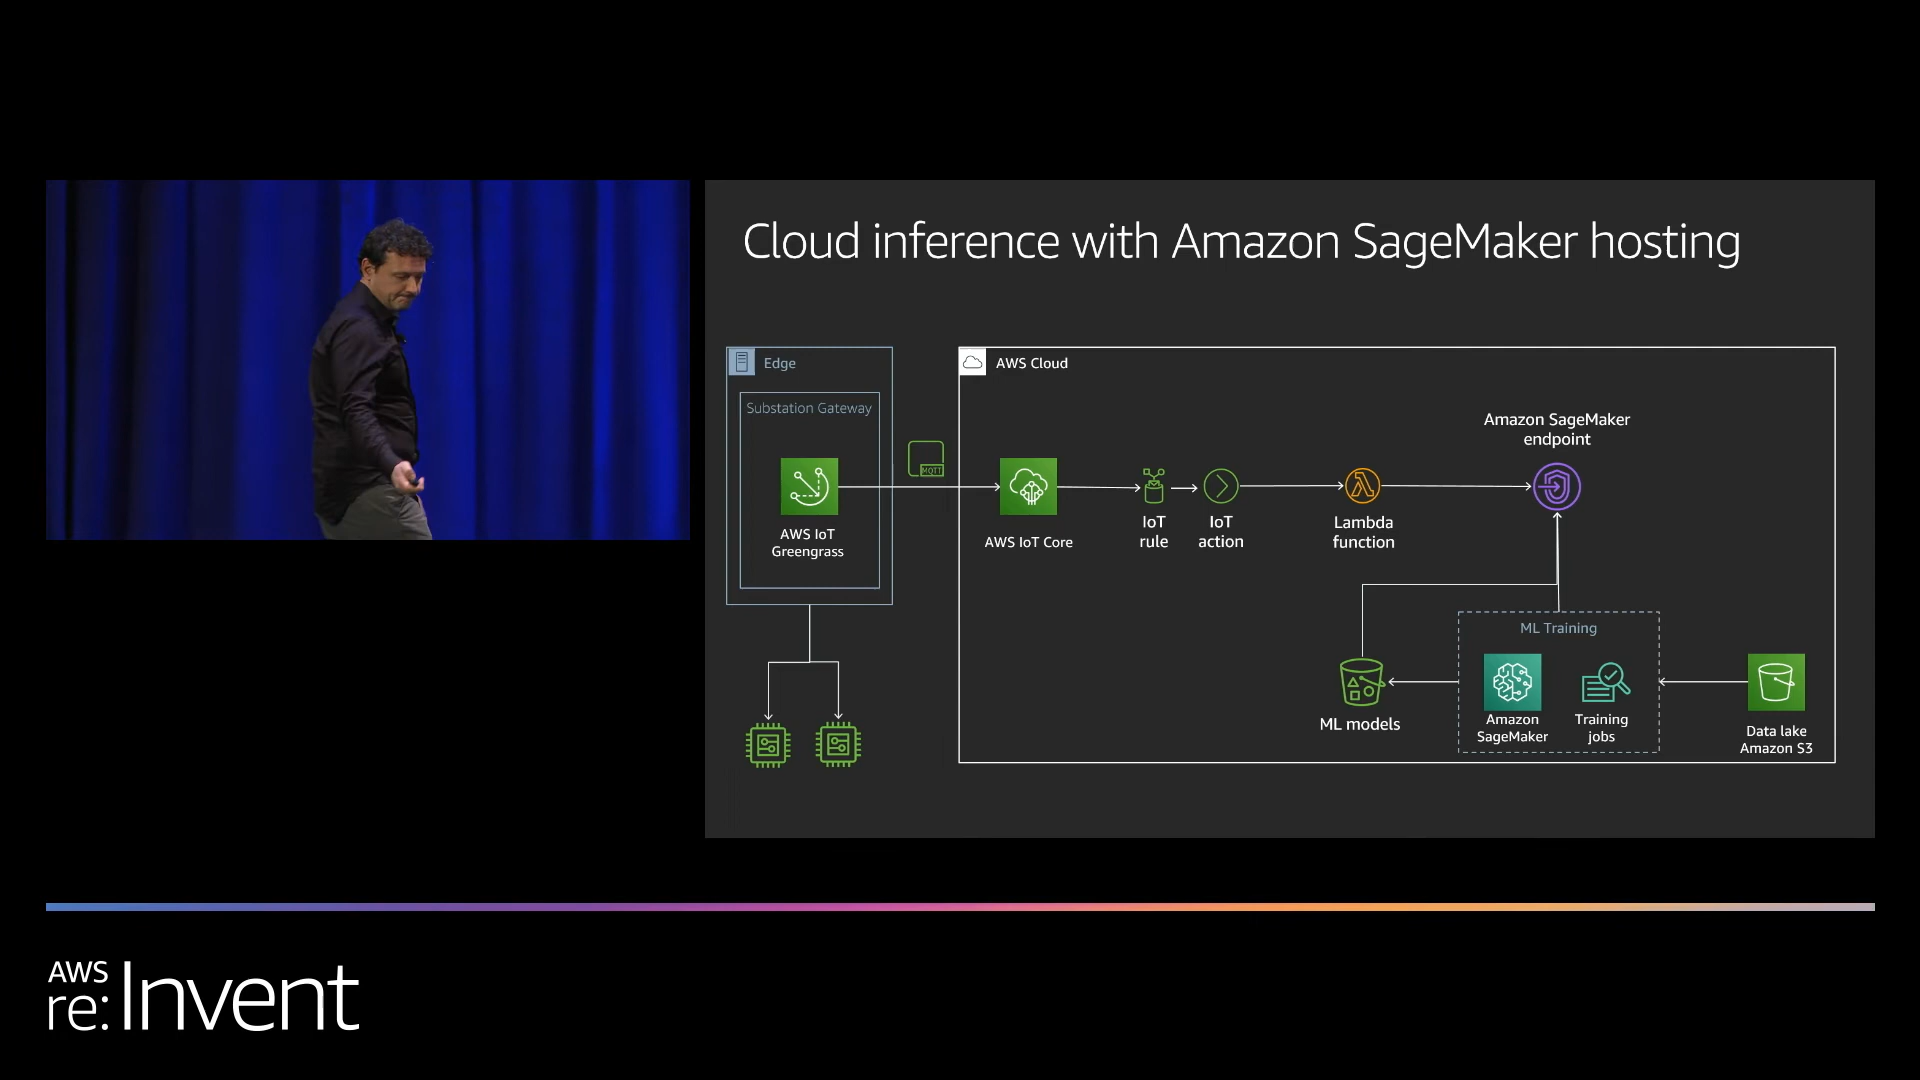 Cloud inference with Amazon SageMaker hosting
Edge
Substation Gateway
AWS IoT
Greengrass
MQTT
AWS Cloud
AWS IoT Core
IoT
rule
IoT
action
Lambda
function
Amazon SageMaker
endpoint
ML models
ML Training
Amazon
SageMaker
Training
jobs
Data lake
Amazon S3
AWS
re:Invent